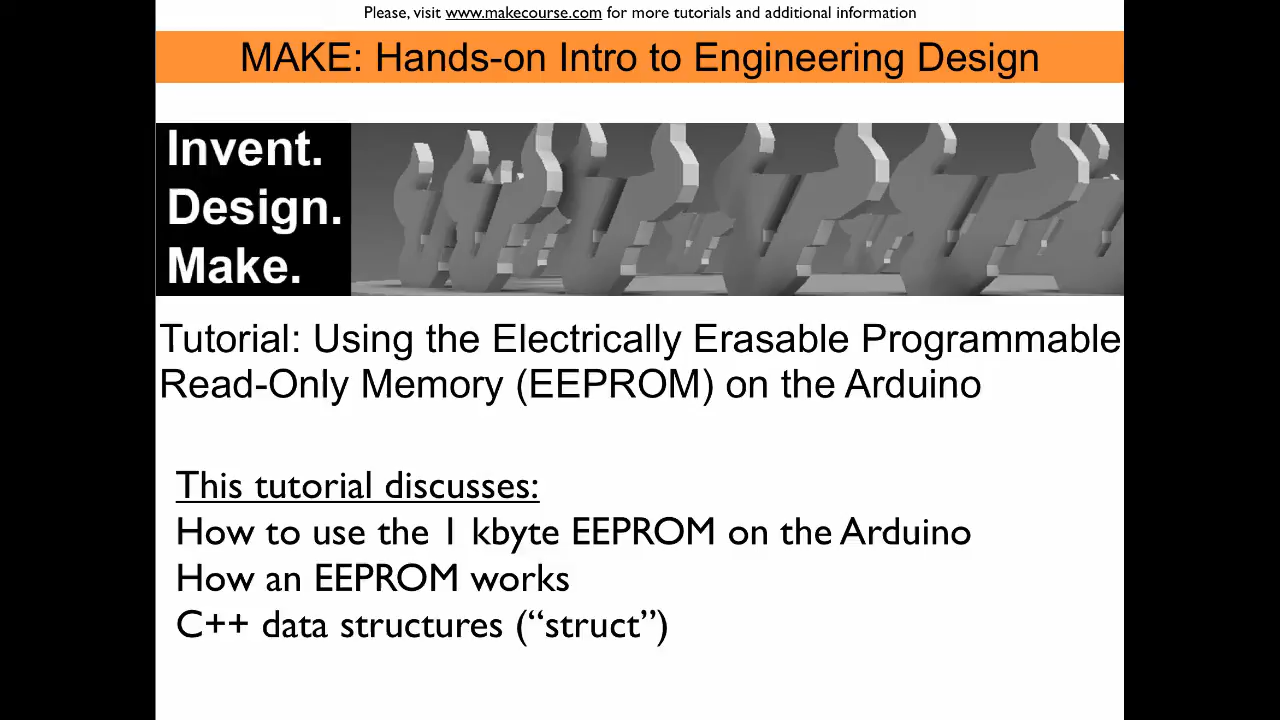 Please, visit www.makecourse.com for more tutorials and additional information
MAKE: Hands-on Intro to Engineering Design
Invent.
Design.
Make.
Tutorial: Using the Electrically Erasable Programmable
Read-Only Memory (EEPROM) on the Arduino
This tutorial discusses:
How to use the 1 kbyte EEPROM on the Arduino
How an EEPROM works
C++ data structures (“struct”)